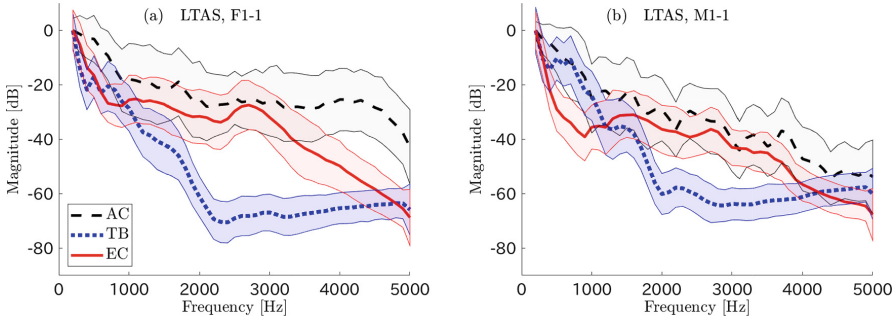 (a) LTAS, F1-1
0
-20
-40
-60
-80
Magnitude [dB]
AC
TB
EC
0 1000 2000 3000 4000 5000
Frequency [Hz]
(b) LTAS, M1-1
0
-20
-40
-60
-80
Magnitude [dB]
0 1000 2000 3000 4000 5000
Frequency [Hz]